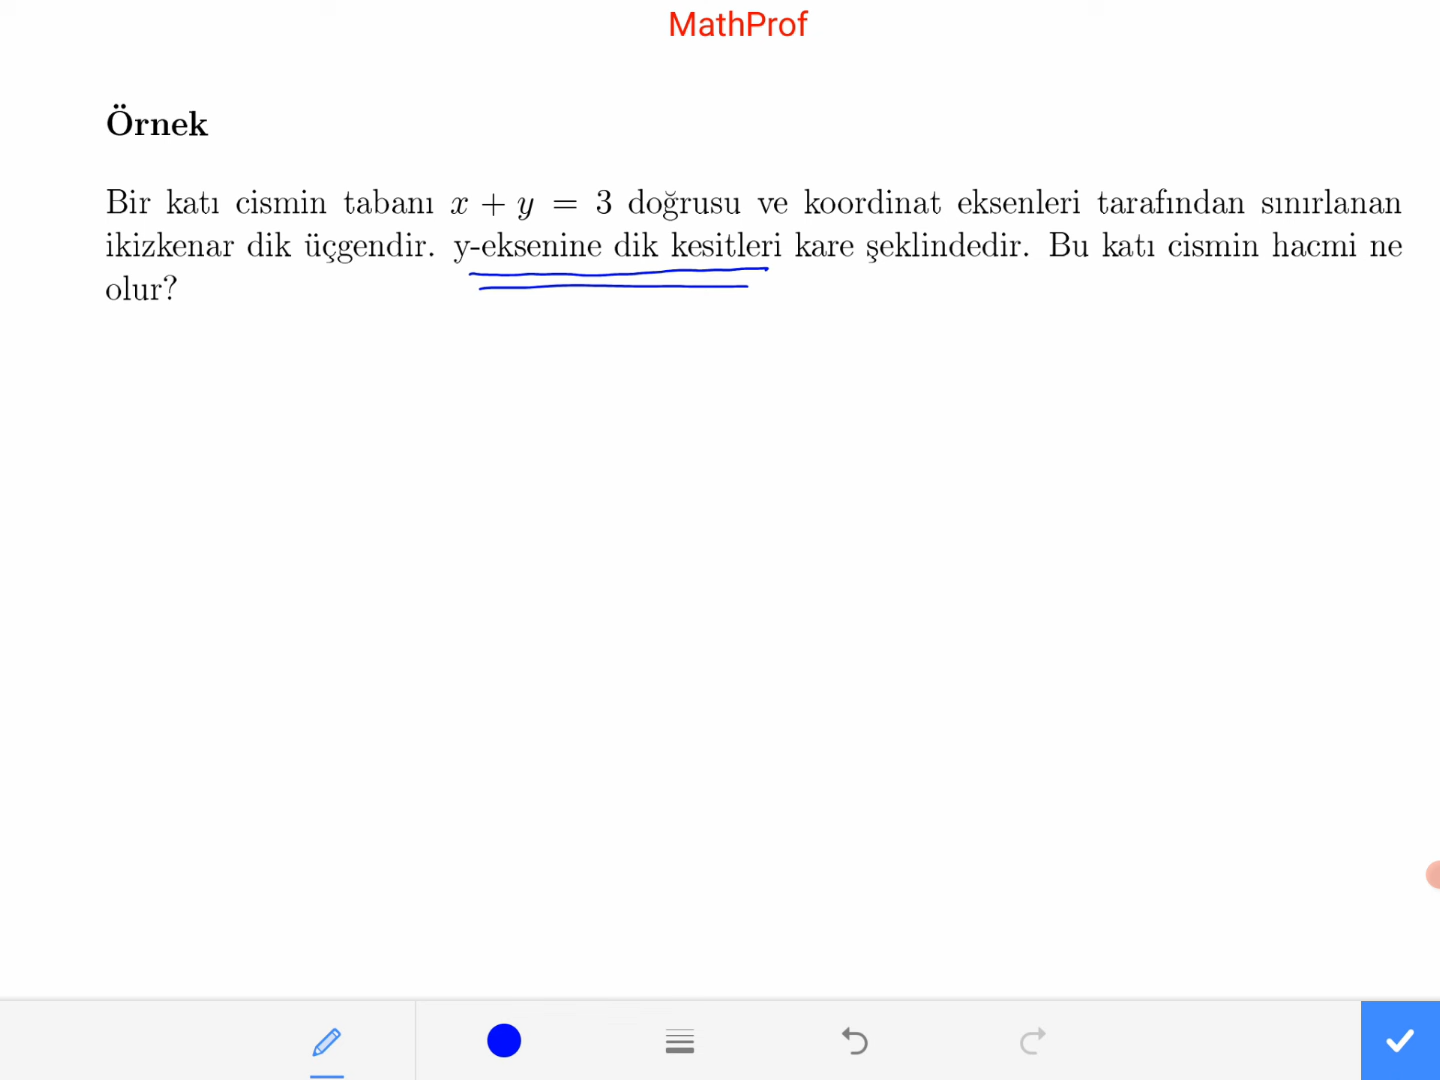 MathProf
Örnek
Bir katı cismin tabanı x + y = 3 doğrusu ve koordinat eksenleri tarafından sınırlanan
ikizkenar dik üçgendir. y-eksenine dik kesitleri kare şeklindedir. Bu katı cismin hacmi ne
olur?